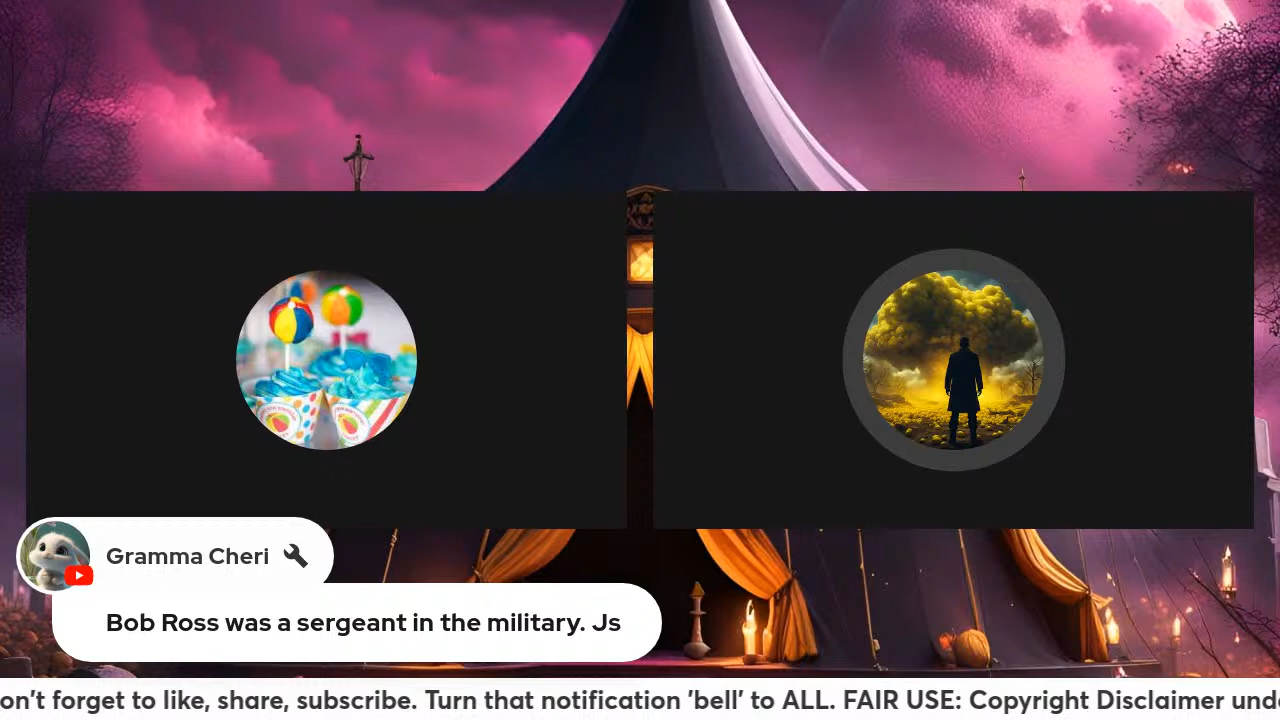 Gramma Cheri
Bob Ross was a sergeant in the military. Js
on't forget to like, share, subscribe. Turn that notification 'bell' to ALL. FAIR USE: Copyright Disclaimer und